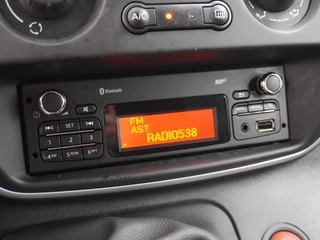 A/C
Bluetooth
MP3
SET
FM
AST
RADIO538
1
2
3
4
5
6